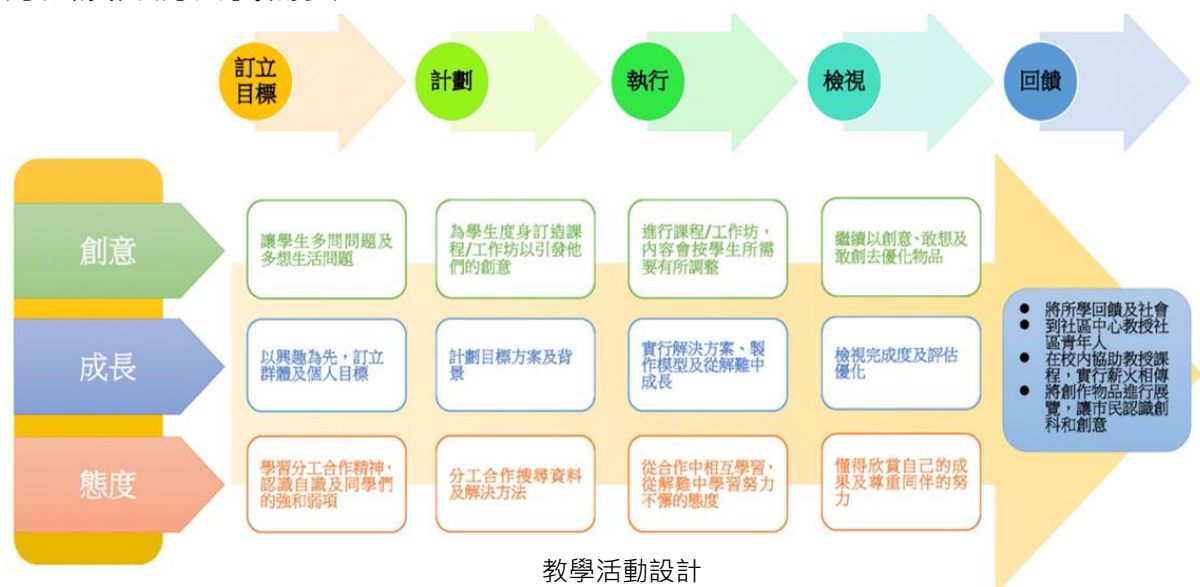 訂立
目標
計劃
執行
檢視
回饋
創意
讓學生多問問題及
多想生活問題
為學生度身訂造課
程/工作坊以引發他
們的創意
進行課程/工作坊，
內容會按學生所需
要有所調整
繼續以創意、敢想及
敢創去優化物品
成長
以興趣為先，訂立
群體及個人目標
計劃目標方案及背
景
實行解決方案、製
作模型及從解難中
成長
檢視完成度及評估
優化
態度
學習分工合作精神，
認識自識及同學們
的強和弱項
分工合作搜尋資料
及解決方法
從合作中相互學習，
從解難中學習努力
不懈的態度
懂得欣賞自己的成
果及尊重同伴的努
力
● 將所學回饋及社會
● 到社區中心教授社
區青年人
● 在校內協助教授課
程，實行薪火相傳
● 將創作物品進行展
覽，讓市民認識創
科和創意
教學活動設計